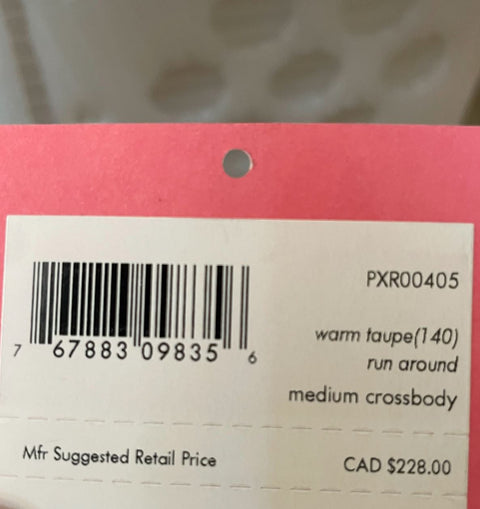 PXR00405
7 67883 09835 6
warm taupe(140)
run around
medium crossbody
Mfr Suggested Retail Price CAD $228.00